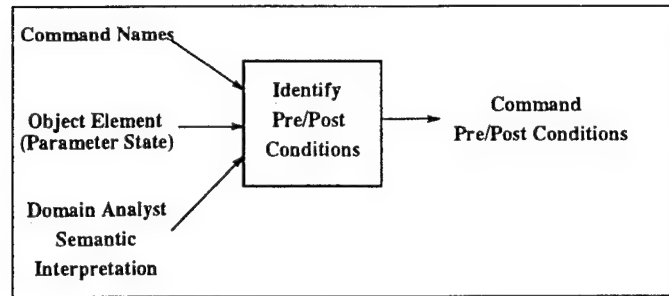 Command Names
Object Element
(Parameter State)
Domain Analyst
Semantic
Interpretation
Identify
Pre/Post
Conditions
Command
Pre/Post Conditions